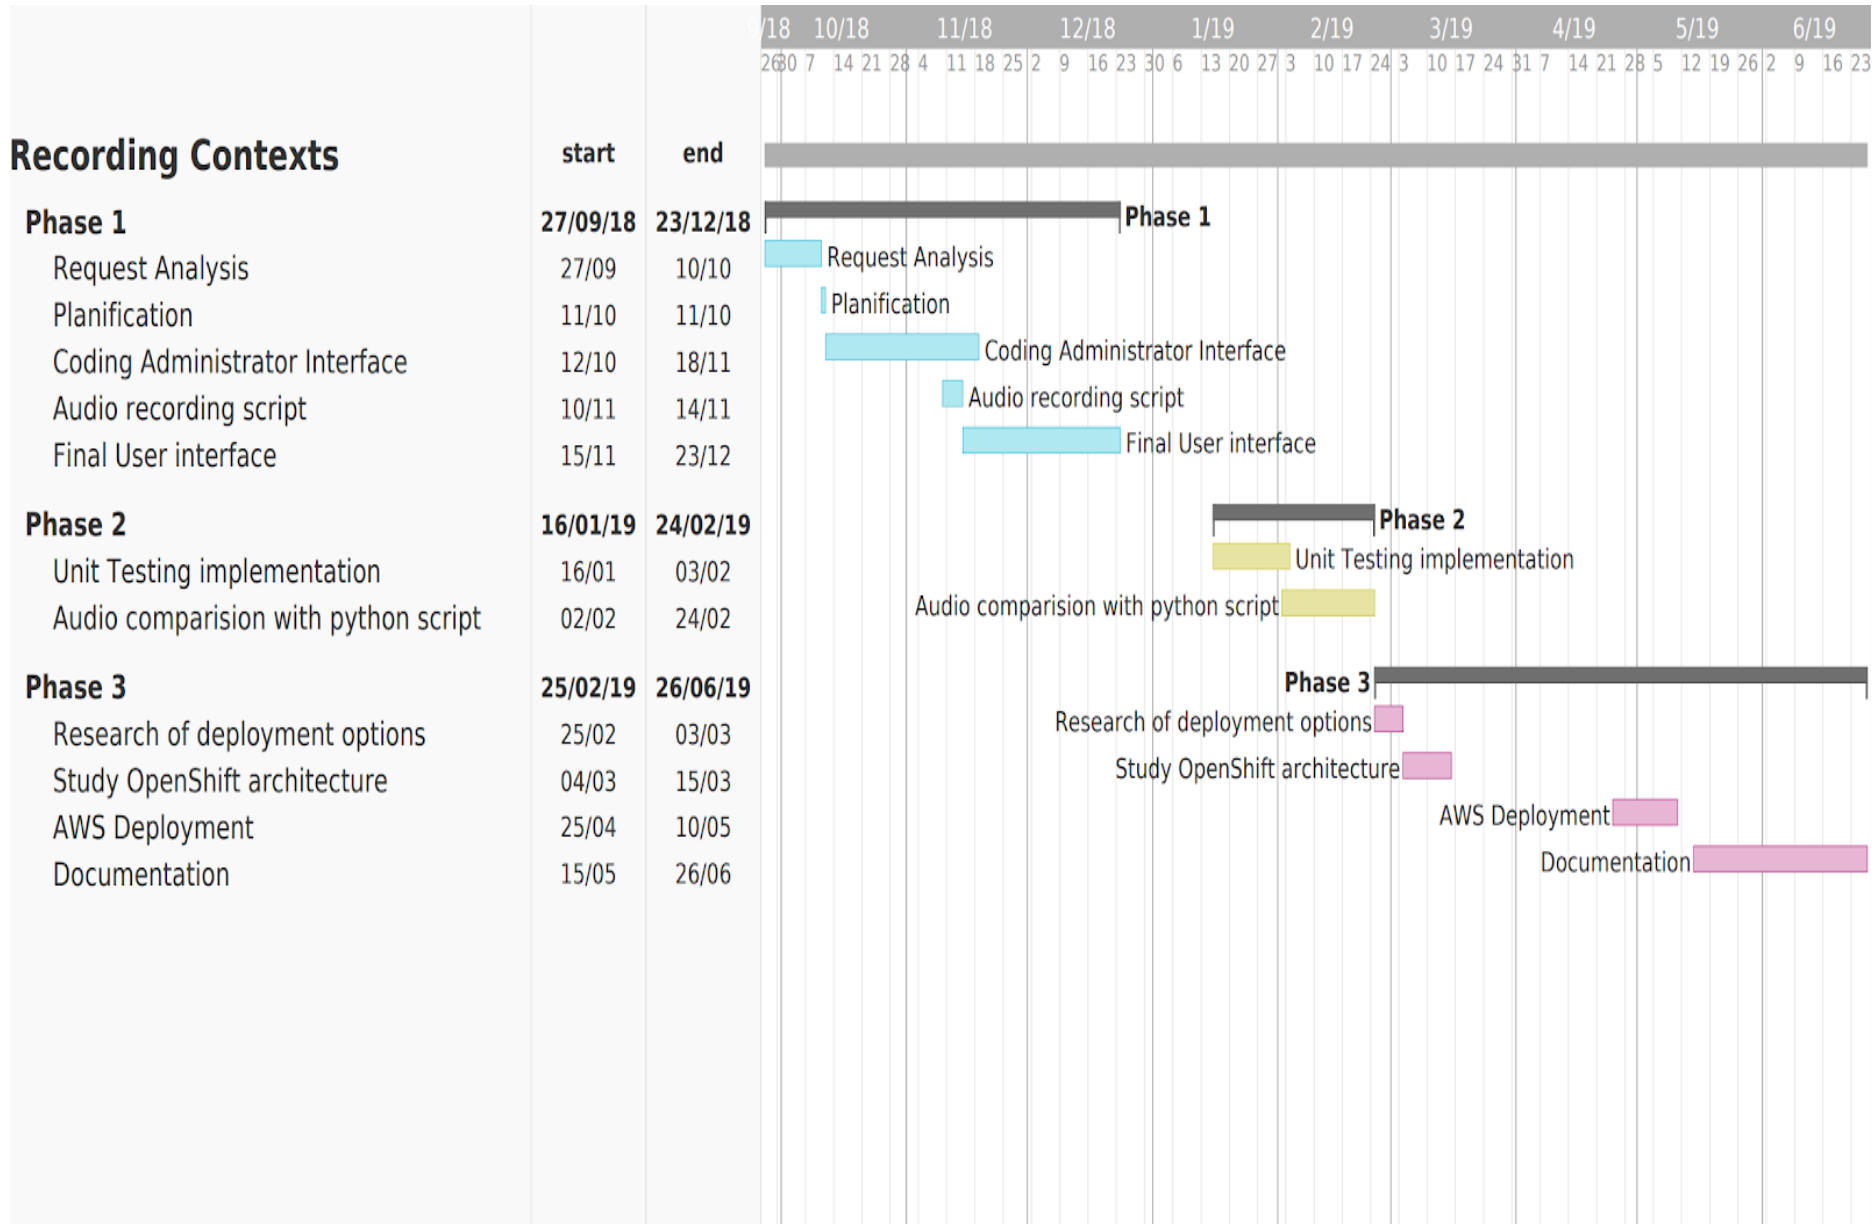 9/18 10/18 11/18 12/18 1/19 2/19 3/19 4/19 5/19 6/19
26 30 7 14 21 28 4 11 18 25 2 9 16 23 30 6 13 20 27 3 10 17 24 3 10 17 24 31 7 14 21 28 5 12 19 26 2 9 16 23
Recording Contexts start end
Phase 1 27/09/18 23/12/18 Phase 1
Request Analysis 27/09 10/10 Request Analysis
Planification 11/10 11/10 Planification
Coding Administrator Interface 12/10 18/11 Coding Administrator Interface
Audio recording script 10/11 14/11 Audio recording script
Final User interface 15/11 23/12 Final User interface
Phase 2 16/01/19 24/02/19 Phase 2
Unit Testing implementation 16/01 03/02 Unit Testing implementation
Audio comparision with python script 02/02 24/02 Audio comparision with python script
Phase 3 25/02/19 26/06/19 Phase 3
Research of deployment options 25/02 03/03 Research of deployment options
Study OpenShift architecture 04/03 15/03 Study OpenShift architecture
AWS Deployment 25/04 10/05 AWS Deployment
Documentation 15/05 26/06 Documentation